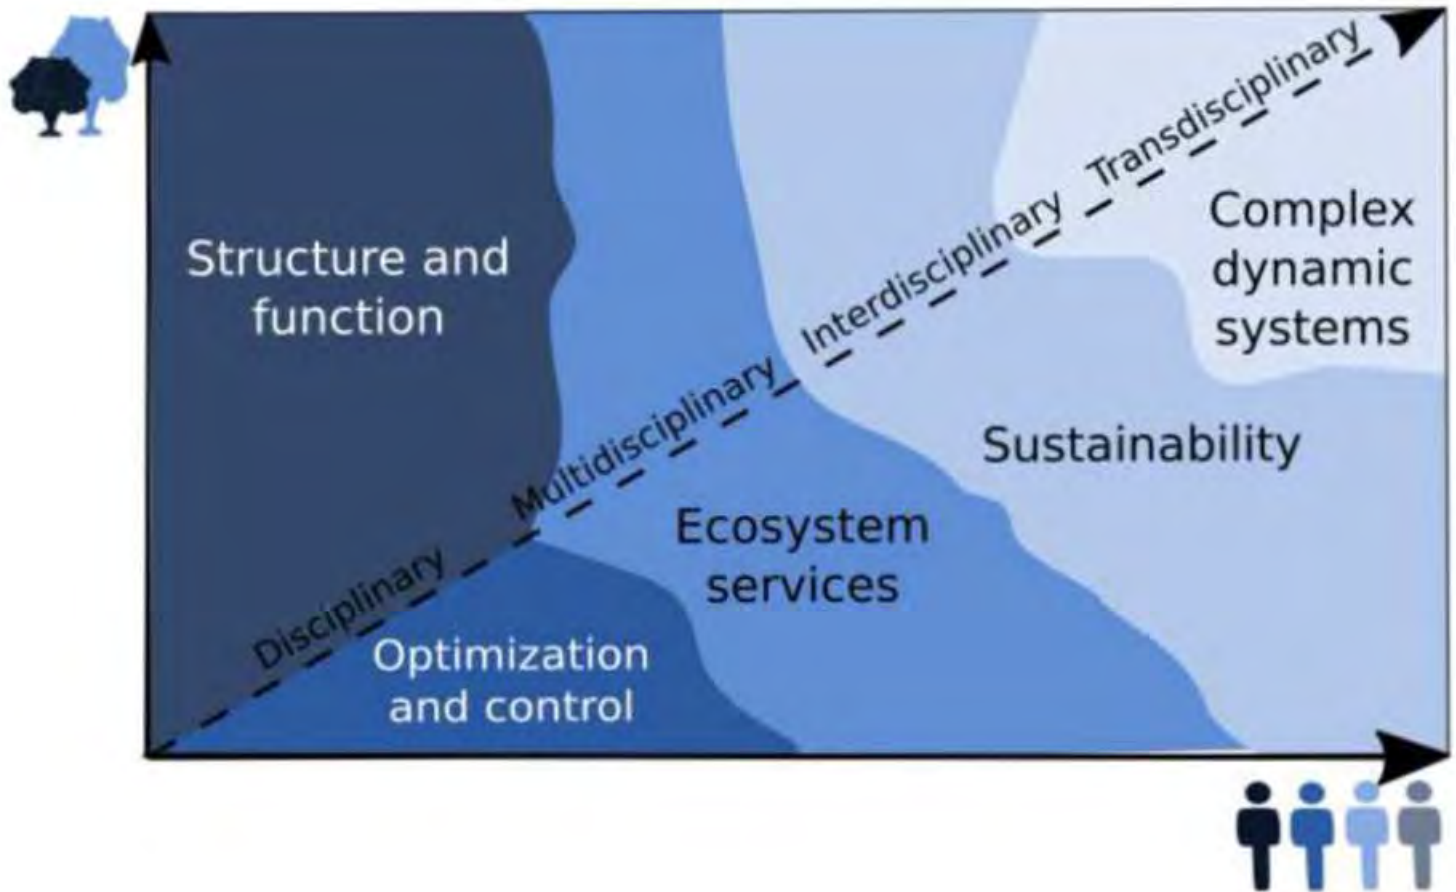 Structure and
function
Optimization
and control
Ecosystem
services
Sustainability
Complex
dynamic
systems
Disciplinary
Multidisciplinary
Interdisciplinary
Transdisciplinary